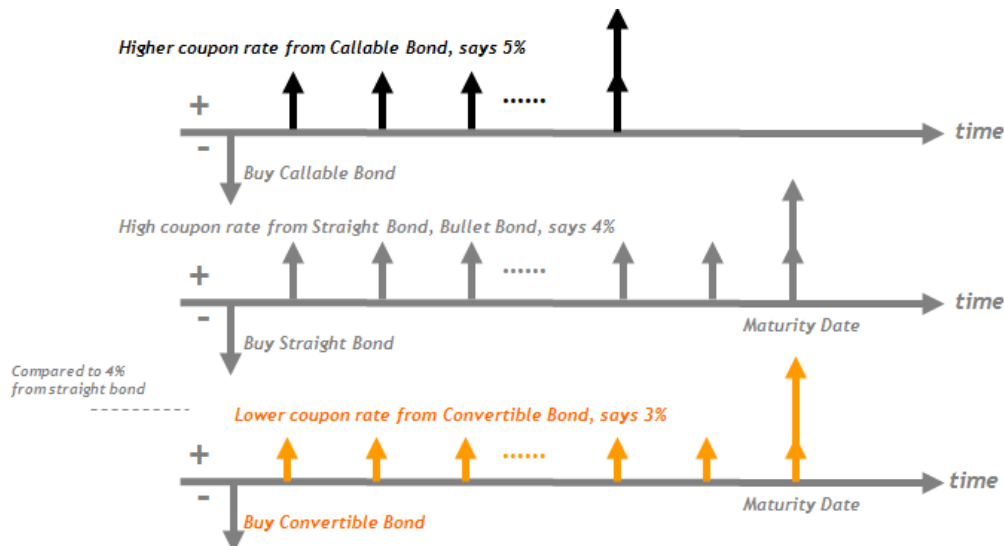 Higher coupon rate from Callable Bond, says 5%
+
......
time
-
Buy Callable Bond
High coupon rate from Straight Bond, Bullet Bond, says 4%
+
......
time
-
Maturity Date
Buy Straight Bond
Compared to 4%
from straight bond
Lower coupon rate from Convertible Bond, says 3%
+
......
time
-
Maturity Date
Buy Convertible Bond